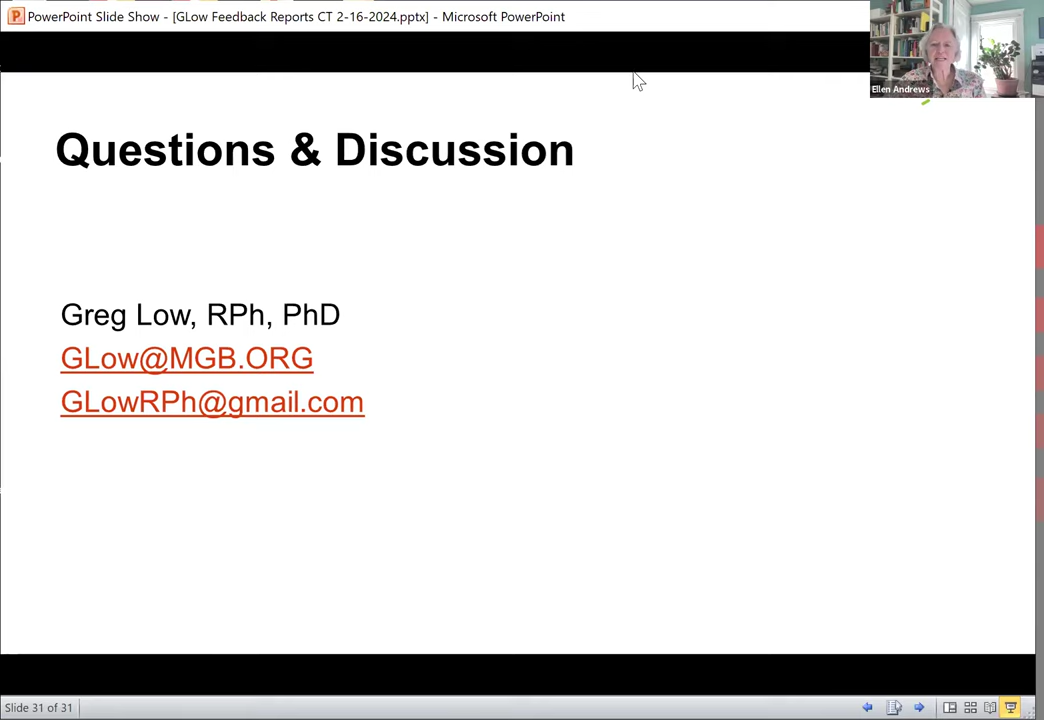 PowerPoint Slide Show - [GLow Feedback Reports CT 2-16-2024.pptx] - Microsoft PowerPoint
Ellen Andrews
Questions & Discussion
Greg Low, RPh, PhD
GLow@MGB.ORG
GLowRPh@gmail.com
Slide 31 of 31